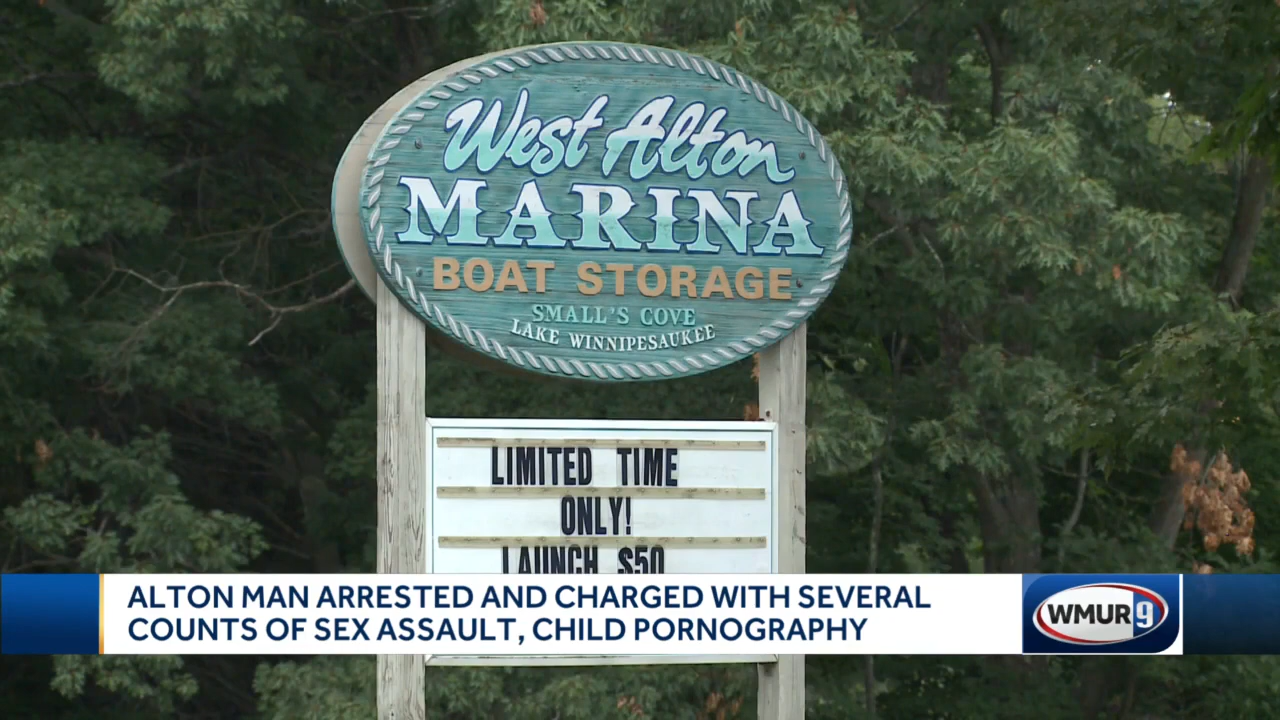 West Alton
MARINA
BOAT STORAGE
SMALL'S COVE
LAKE WINNIPESAUKEE
LIMITED TIME
ONLY!
LAUNCH $50
ALTON MAN ARRESTED AND CHARGED WITH SEVERAL
COUNTS OF SEX ASSAULT, CHILD PORNOGRAPHY
WMUR9